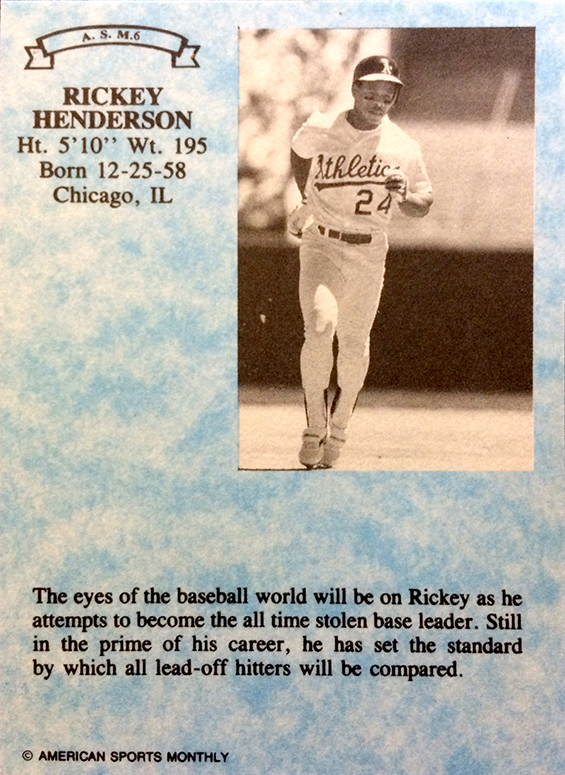 A. S. M.6
RICKEY
HENDERSON
Ht. 5'10'' Wt. 195
Born 12-25-58
Chicago, IL
Athletics
24
The eyes of the baseball world will be on Rickey as he
attempts to become the all time stolen base leader. Still
in the prime of his career, he has set the standard
by which all lead-off hitters will be compared.
© AMERICAN SPORTS MONTHLY